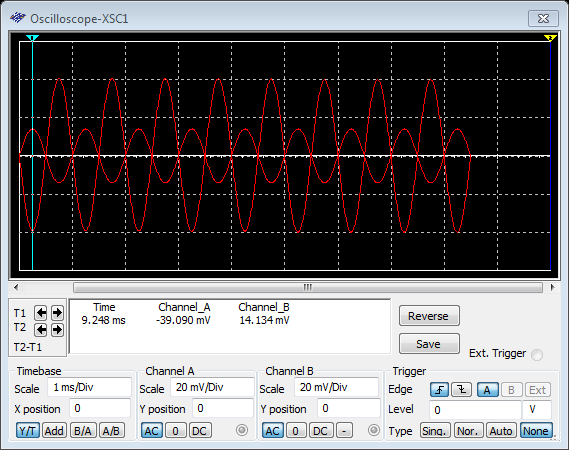 Oscilloscope-XSC1
1 2
T1
T2
T2-T1
Time Channel_A Channel_B
9.248 ms -39.090 mV 14.134 mV
Reverse
Save
Ext. Trigger
Timebase
Scale 1 ms/Div
X position 0
Y/T Add B/A A/B
Channel A
Scale 20 mV/Div
Y position 0
AC 0 DC
Channel B
Scale 20 mV/Div
Y position 0
AC 0 DC -
Trigger
Edge A B Ext
Level 0 V
Type Sing. Nor. Auto None